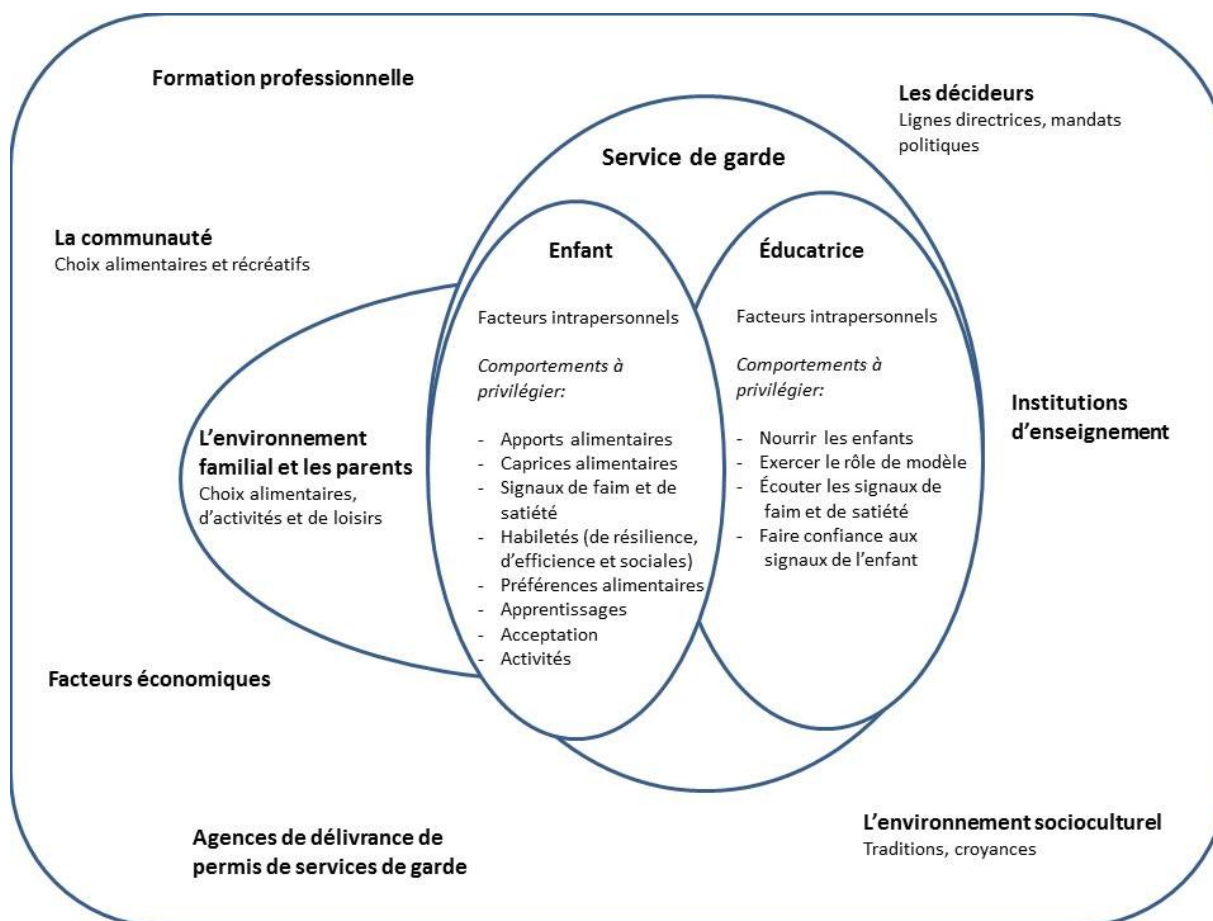 Formation professionnelle
Les décideurs
Lignes directrices, mandats
politiques
Service de garde
La communauté
Choix alimentaires et récréatifs
Enfant
Facteurs intrapersonnels
Comportements à
privilégier:
- Apports alimentaires
- Caprices alimentaires
- Signaux de faim et de
satiété
- Habiletés (de résilience,
d'efficience et sociales)
- Préférences alimentaires
- Apprentissages
- Acceptation
- Activités
Éducatrice
Facteurs intrapersonnels
Comportements à
privilégier:
- Nourrir les enfants
- Exercer le rôle de modèle
- Écouter les signaux de
faim et de satiété
- Faire confiance aux
signaux de l'enfant
L'environnement
familial et les parents
Choix alimentaires,
d'activités et de loisirs
Institutions
d'enseignement
Facteurs économiques
Agences de délivrance de
permis de services de garde
L'environnement socioculturel
Traditions, croyances